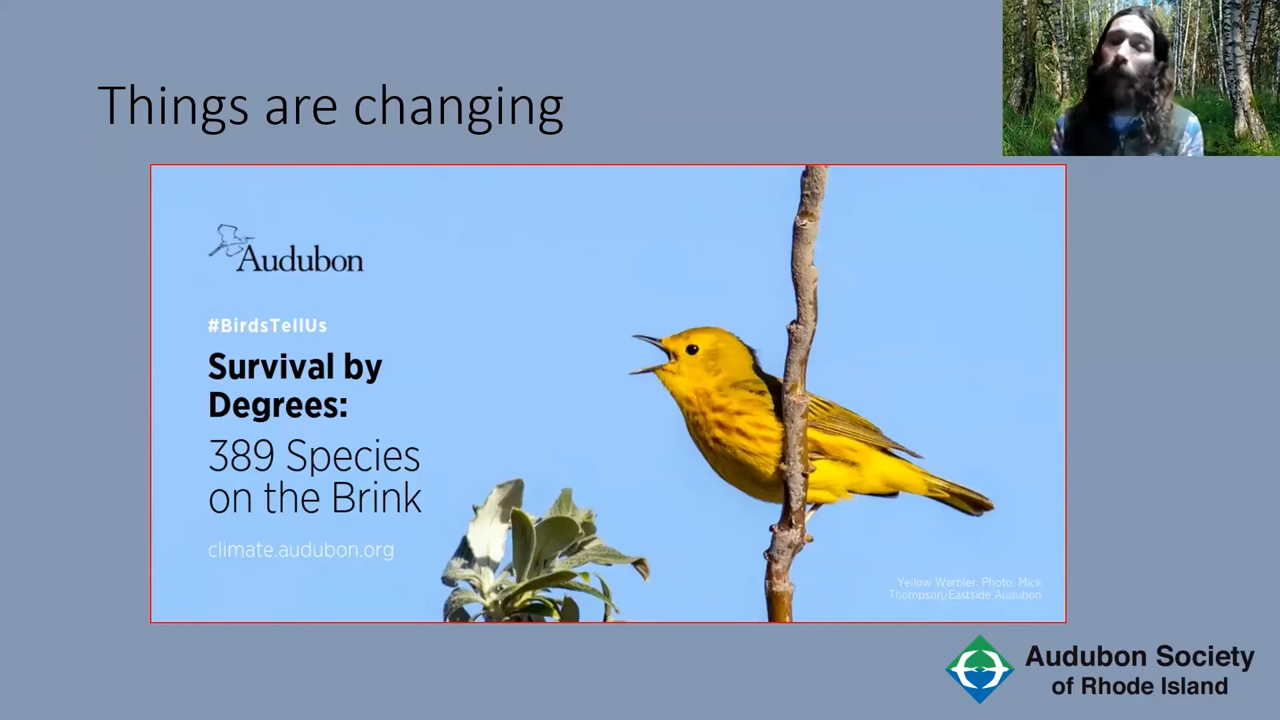 Things are changing
Audubon
#BirdsTellUs
Survival by
Degrees:
389 Species
on the Brink
climate.audubon.org
Yellow Warbler. Photo: Mick
Thompson/Eastside Audubon
Audubon Society
of Rhode Island